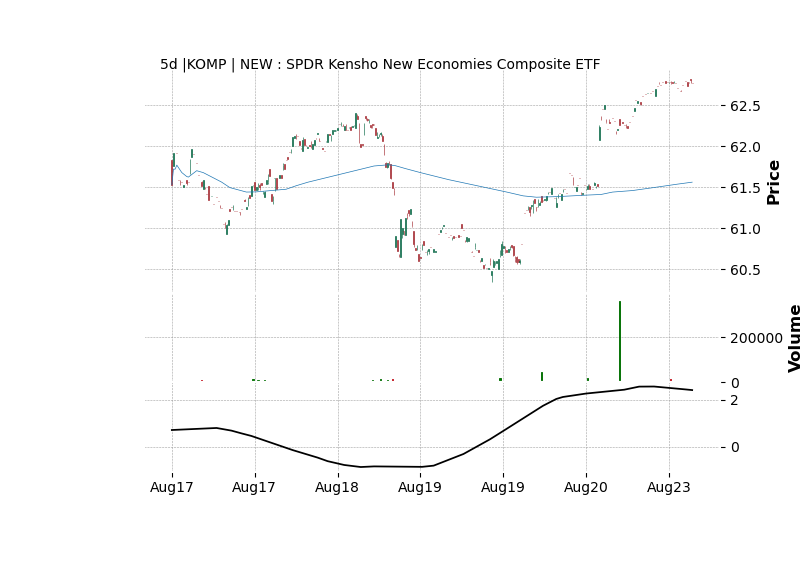 5d |KOMP | NEW : SPDR Kensho New Economies Composite ETF
62.5
62.0
61.5
61.0
60.5
Price
200000
0
Volume
2
0
Aug17 Aug17 Aug18 Aug19 Aug19 Aug20 Aug23